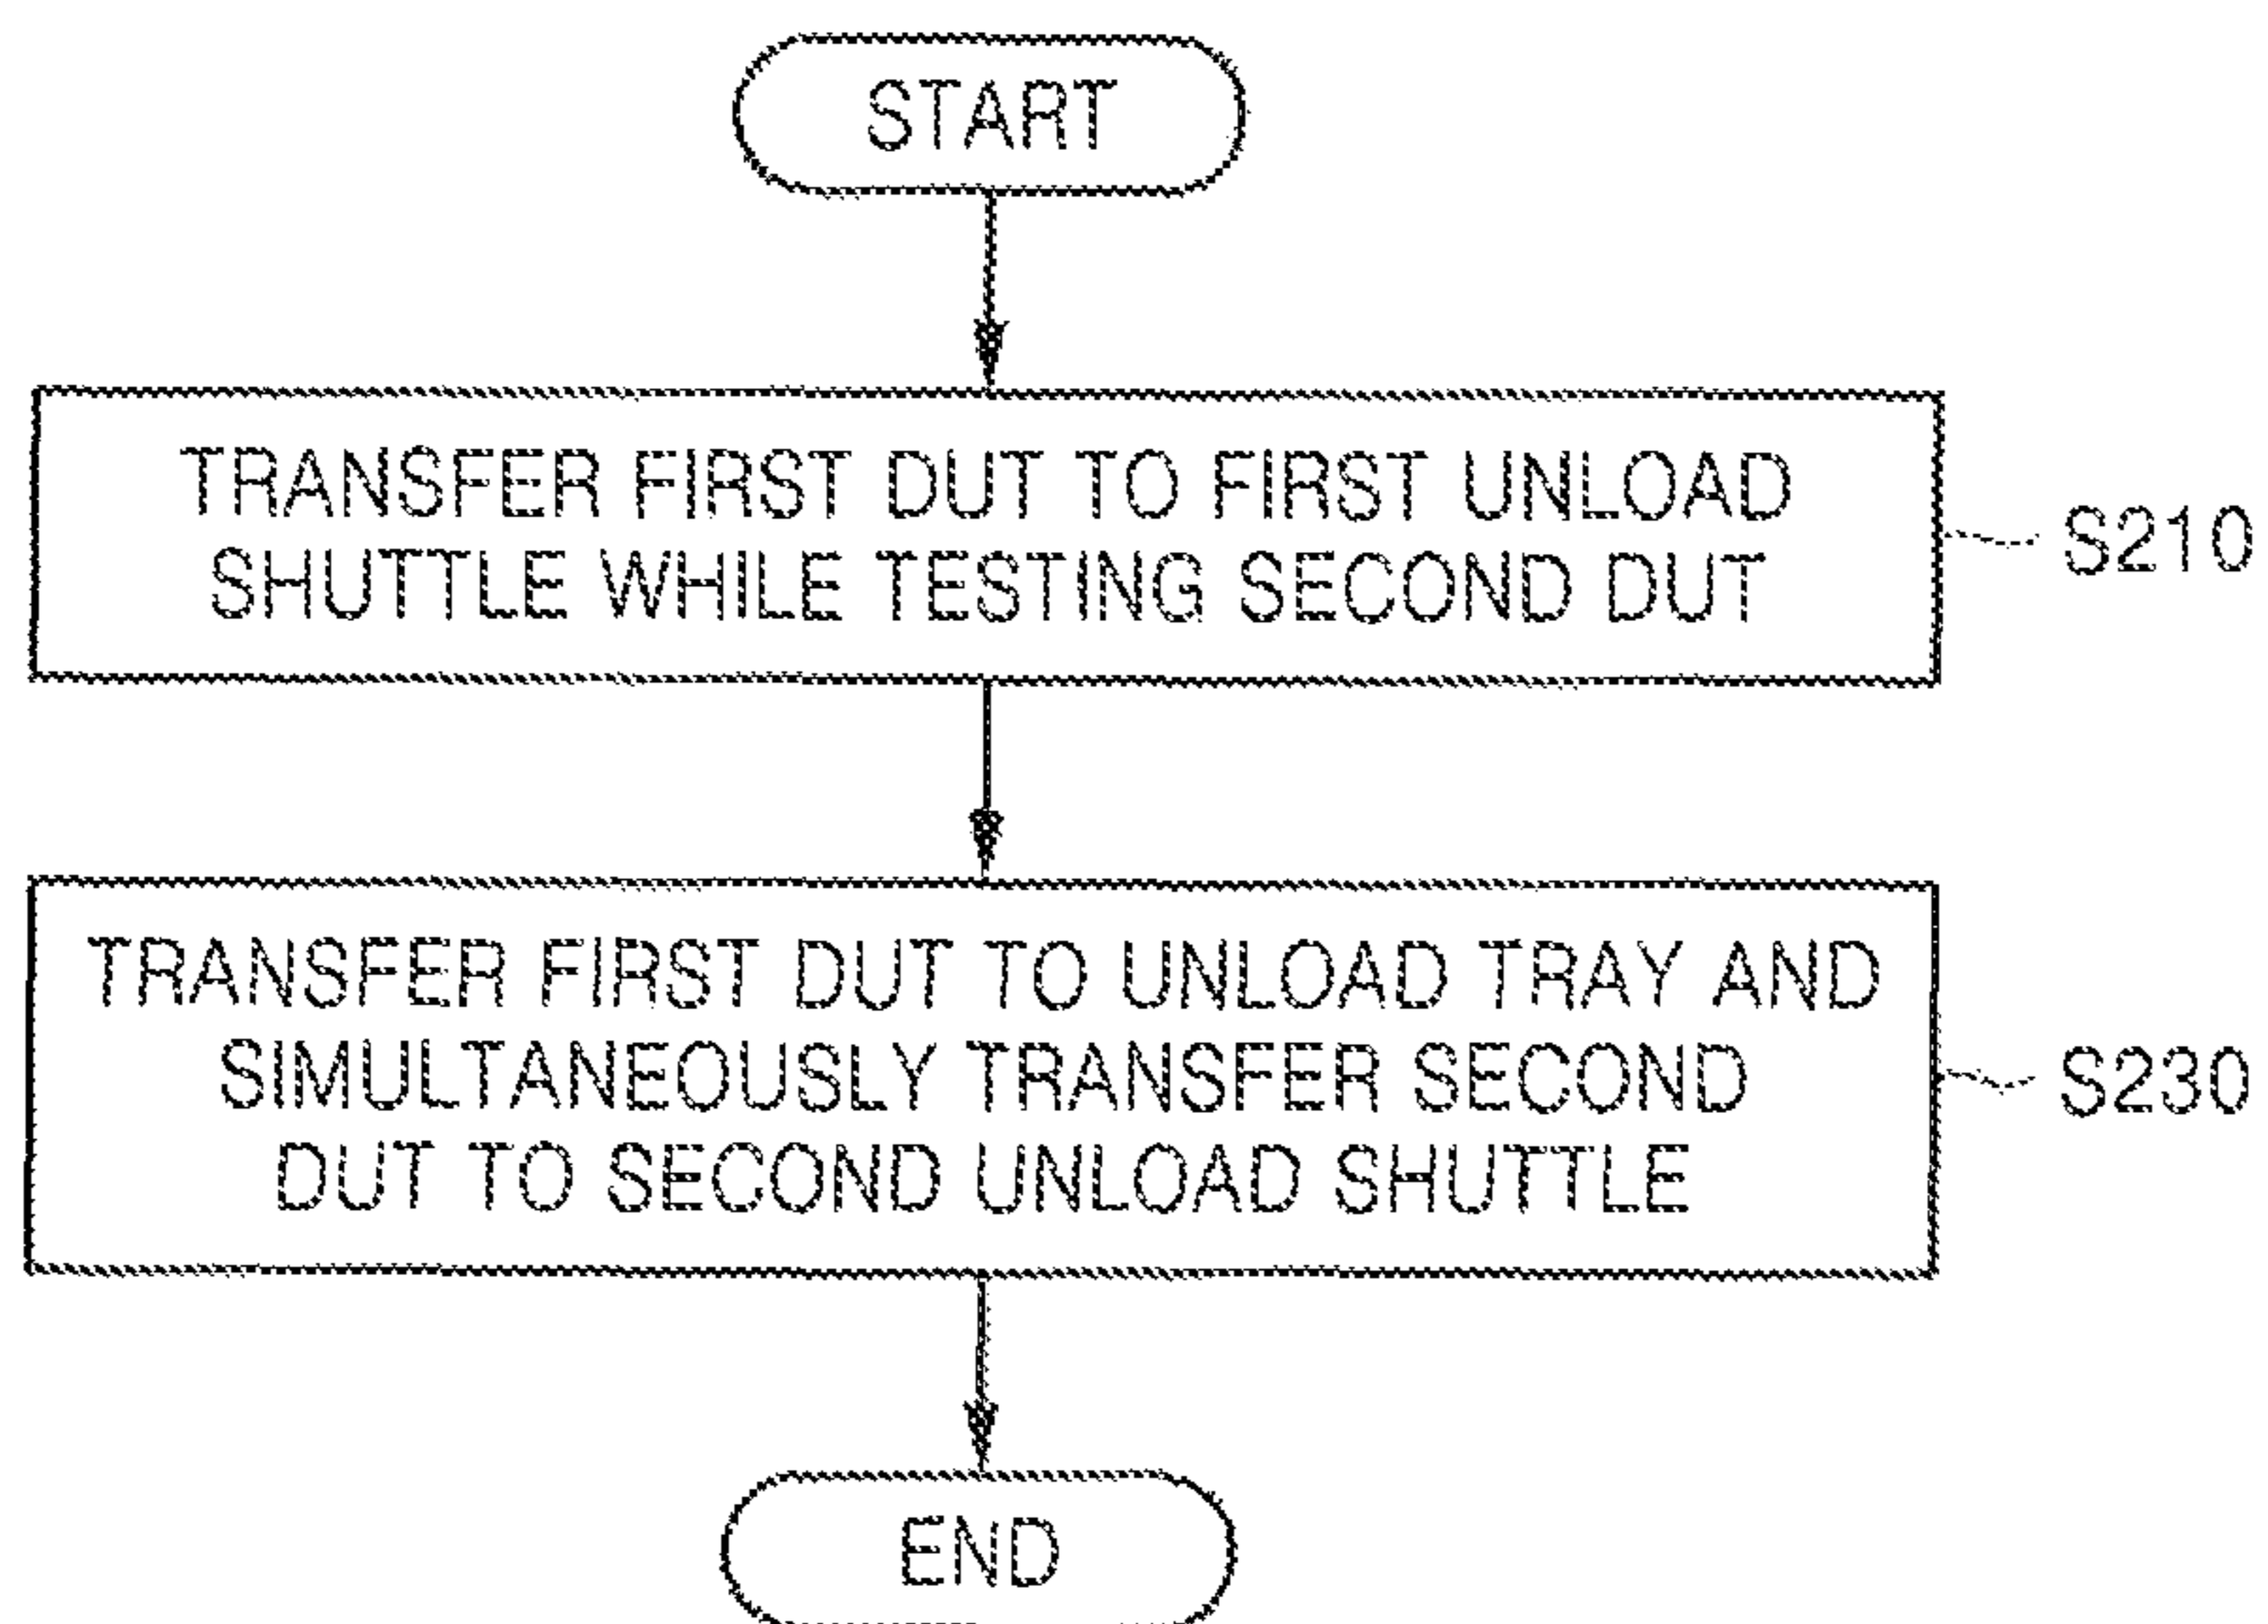 START
TRANSFER FIRST DUT TO FIRST UNLOAD
SHUTTLE WHILE TESTING SECOND DUT
S210
TRANSFER FIRST DUT TO UNLOAD TRAY AND
SIMULTANEOUSLY TRANSFER SECOND
DUT TO SECOND UNLOAD SHUTTLE
S230
END